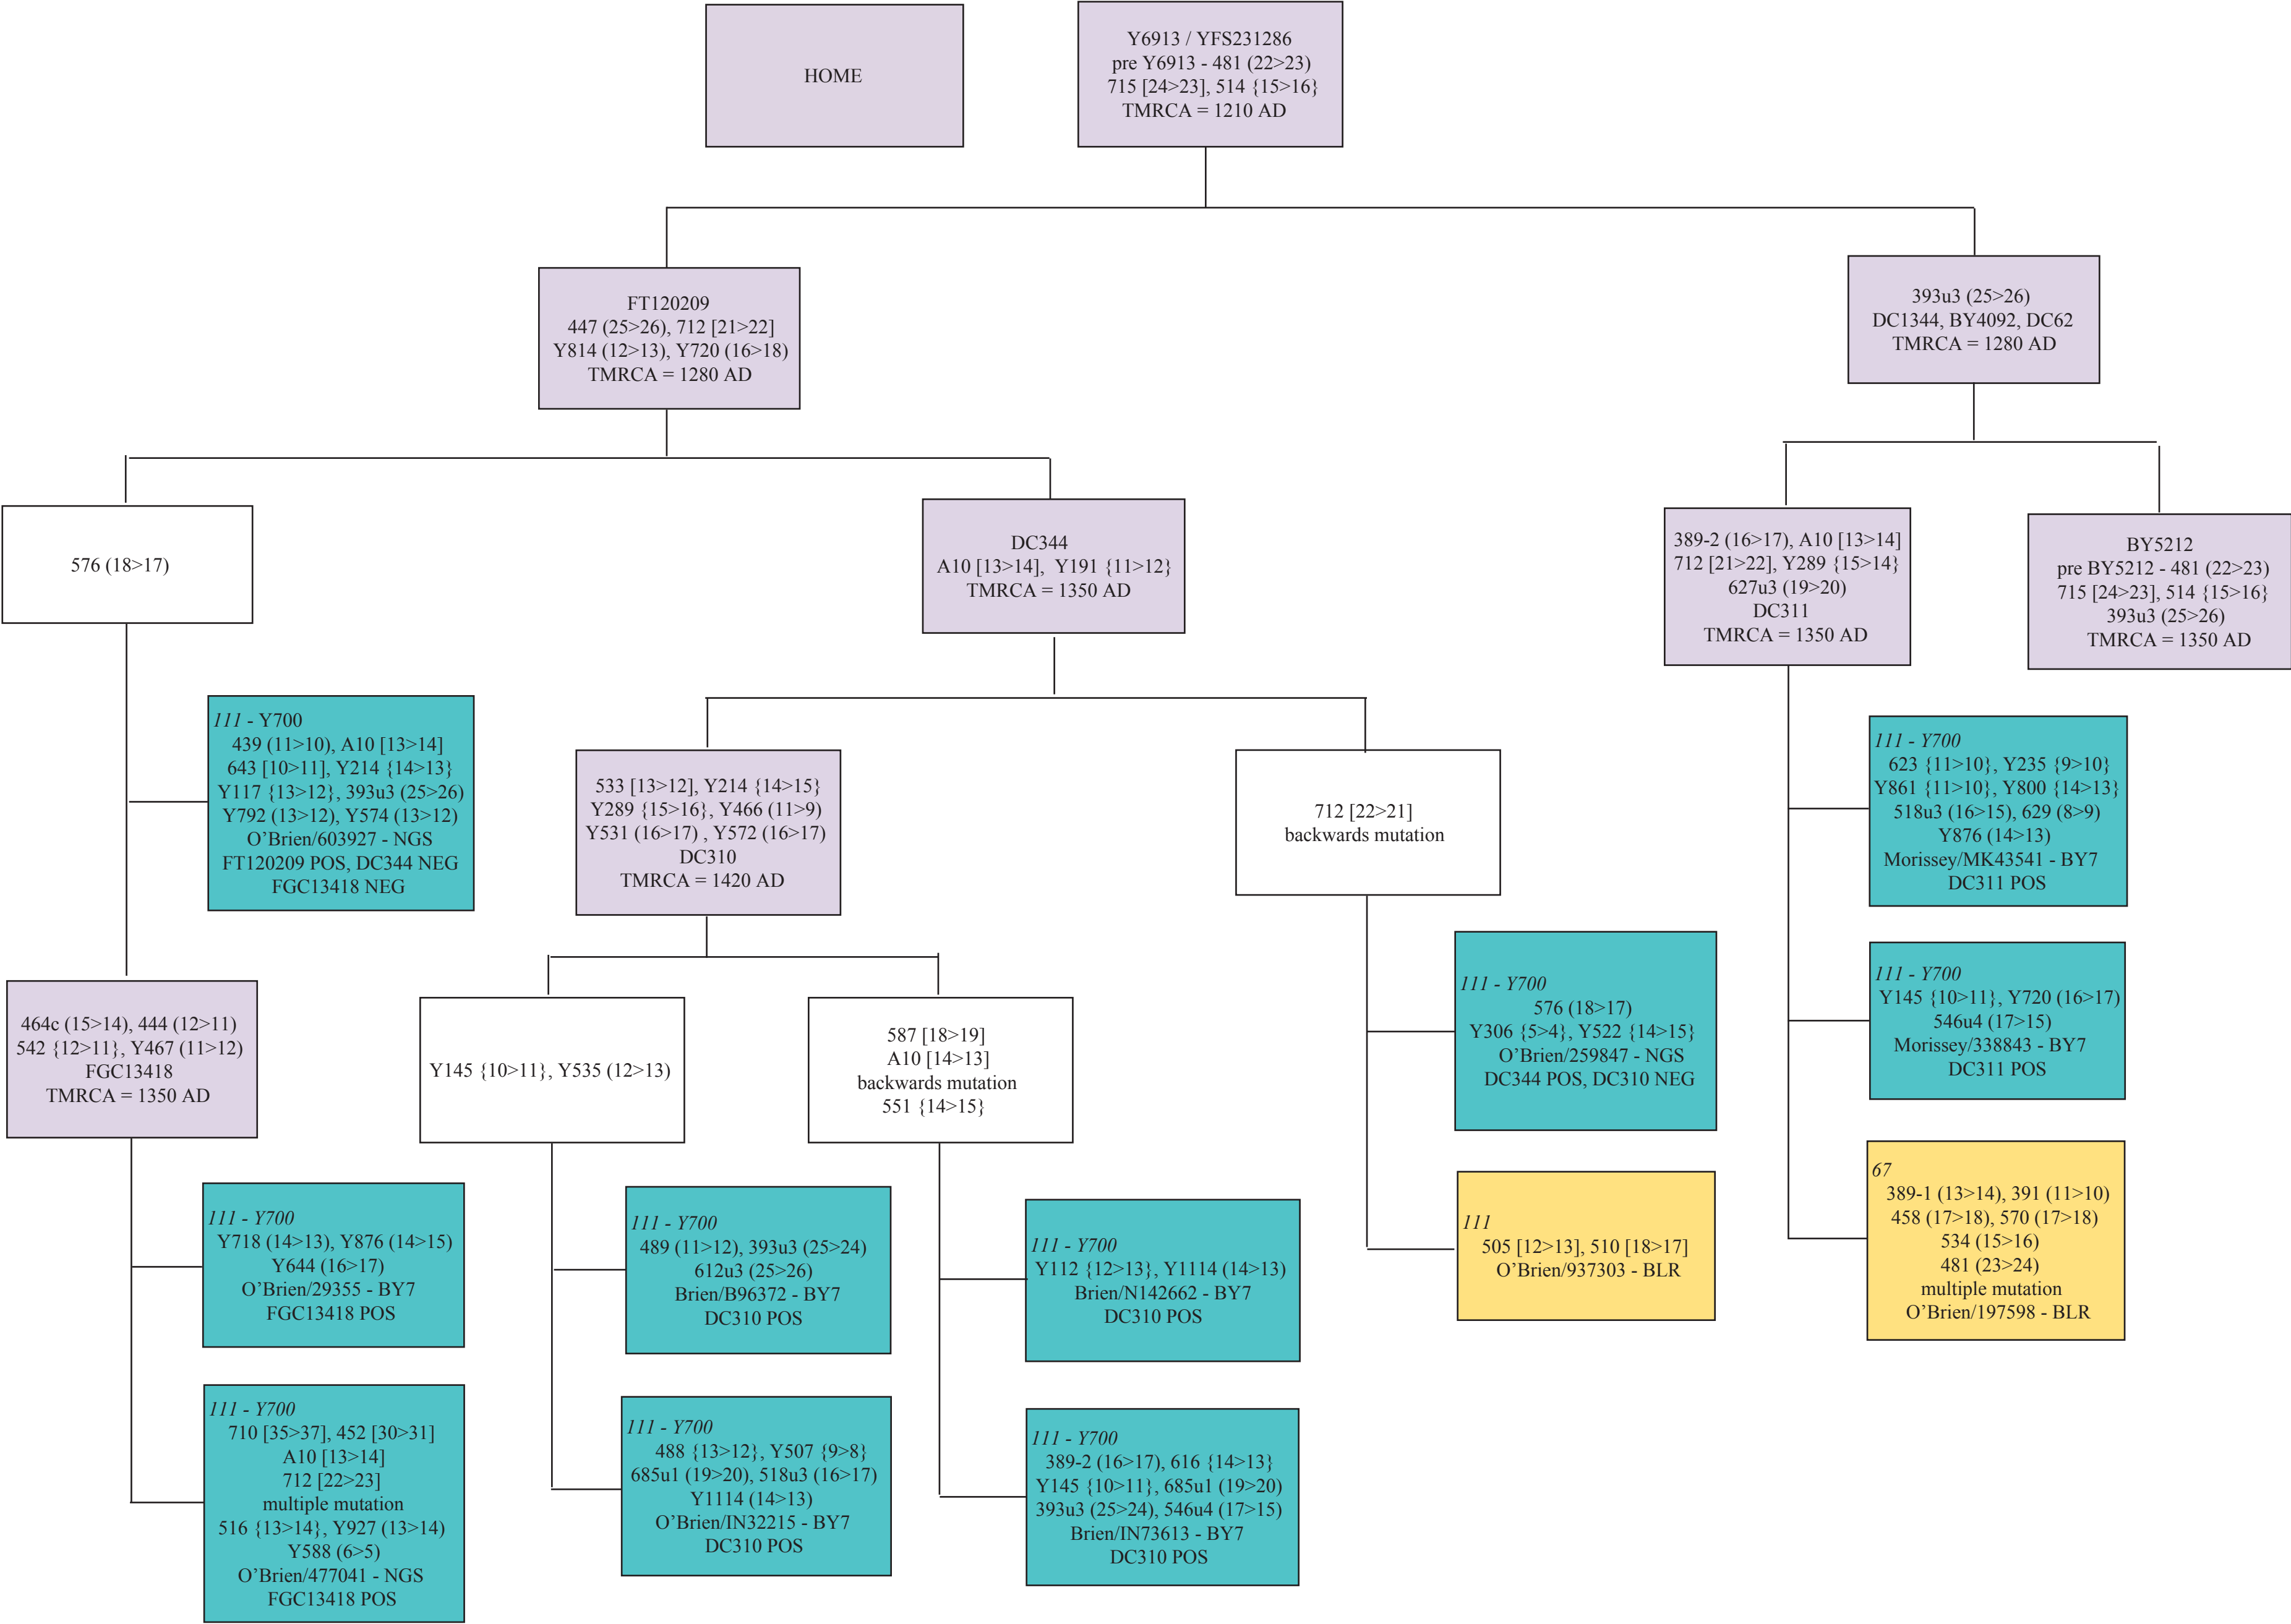 HOME
Y6913 / YFS231286
pre Y6913 - 481 (22>23)
715 [24>23], 514 {15>16}
TMRCA = 1210 AD
FT120209
447 (25>26), 712 [21>22]
Y814 (12>13), Y720 (16>18)
TMRCA = 1280 AD
393u3 (25>26)
DC1344, BY4092, DC62
TMRCA = 1280 AD
576 (18>17)
DC344
A10 [13>14], Y191 {11>12}
TMRCA = 1350 AD
389-2 (16>17), A10 [13>14]
712 [21>22], Y289 {15>14}
627u3 (19>20)
DC311
TMRCA = 1350 AD
BY5212
pre BY5212 - 481 (22>23)
715 [24>23], 514 {15>16}
393u3 (25>26)
TMRCA = 1350 AD
111 - Y700
439 (11>10), A10 [13>14]
643 [10>11], Y214 {14>13}
Y117 {13>12}, 393u3 (25>26)
Y792 (13>12), Y574 (13>12)
O’Brien/603927 - NGS
FT120209 POS, DC344 NEG
FGC13418 NEG
533 [13>12], Y214 {14>15}
Y289 {15>16}, Y466 (11>9)
Y531 (16>17) , Y572 (16>17)
DC310
TMRCA = 1420 AD
712 [22>21]
backwards mutation
111 - Y700
623 {11>10}, Y235 {9>10}
Y861 {11>10}, Y800 {14>13}
518u3 (16>15), 629 (8>9)
Y876 (14>13)
Morissey/MK43541 - BY7
DC311 POS
464c (15>14), 444 (12>11)
542 {12>11}, Y467 (11>12)
FGC13418
TMRCA = 1350 AD
Y145 {10>11}, Y535 (12>13)
587 [18>19]
A10 [14>13]
backwards mutation
551 {14>15}
111 - Y700
576 (18>17)
Y306 {5>4}, Y522 {14>15}
O’Brien/259847 - NGS
DC344 POS, DC310 NEG
111 - Y700
Y145 {10>11}, Y720 (16>17)
546u4 (17>15)
Morissey/338843 - BY7
DC311 POS
111 - Y700
Y718 (14>13), Y876 (14>15)
Y644 (16>17)
O’Brien/29355 - BY7
FGC13418 POS
111 - Y700
489 (11>12), 393u3 (25>24)
612u3 (25>26)
Brien/B96372 - BY7
DC310 POS
111 - Y700
Y112 {12>13}, Y1114 (14>13)
Brien/N142662 - BY7
DC310 POS
111
505 [12>13], 510 [18>17]
O’Brien/937303 - BLR
67
389-1 (13>14), 391 (11>10)
458 (17>18), 570 (17>18)
534 (15>16)
481 (23>24)
multiple mutation
O’Brien/197598 - BLR
111 - Y700
710 [35>37], 452 [30>31]
A10 [13>14]
712 [22>23]
multiple mutation
516 {13>14}, Y927 (13>14)
Y588 (6>5)
O’Brien/477041 - NGS
FGC13418 POS
111 - Y700
488 {13>12}, Y507 {9>8}
685u1 (19>20), 518u3 (16>17)
Y1114 (14>13)
O’Brien/IN32215 - BY7
DC310 POS
111 - Y700
389-2 (16>17), 616 {14>13}
Y145 {10>11}, 685u1 (19>20)
393u3 (25>24), 546u4 (17>15)
Brien/IN73613 - BY7
DC310 POS